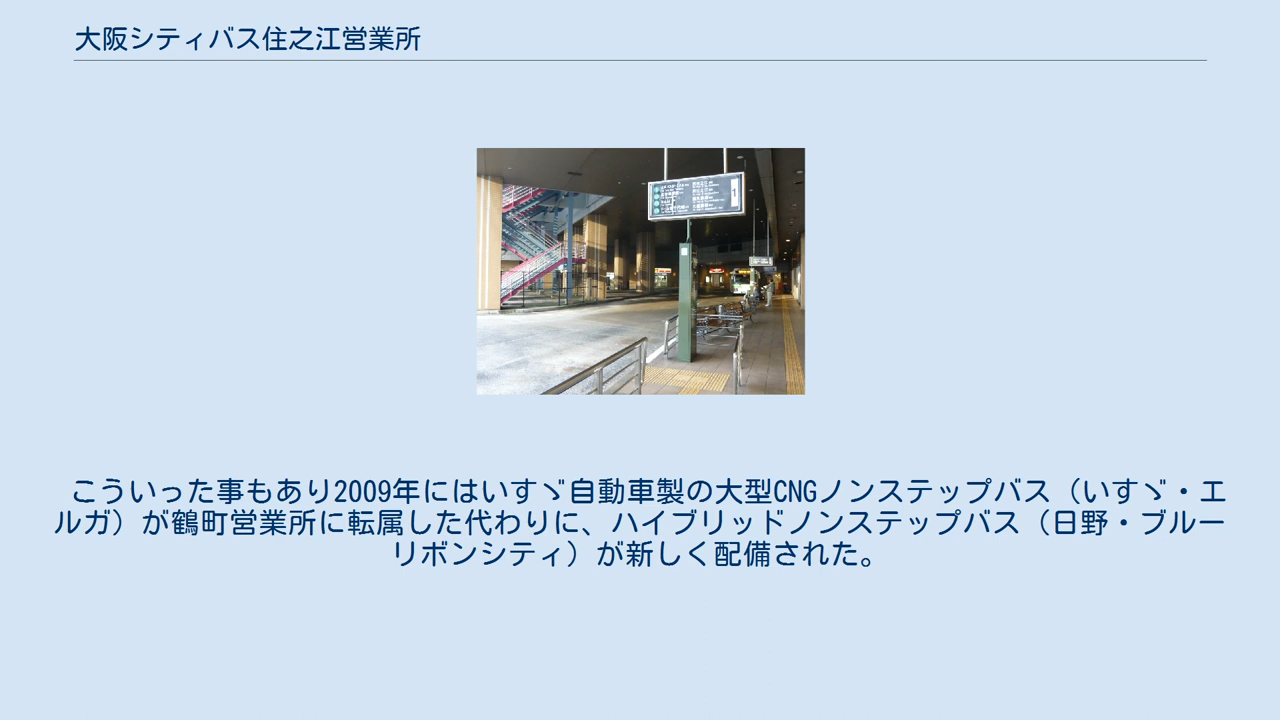 大阪シティバス住之江営業所
1
こういった事もあり2009年にはいすゞ自動車製の大型CNGノンステップバス（いすゞ・エ
ルガ）が鶴町営業所に転属した代わりに、ハイブリッドノンステップバス（日野・ブルー
リボンシティ）が新しく配備された。